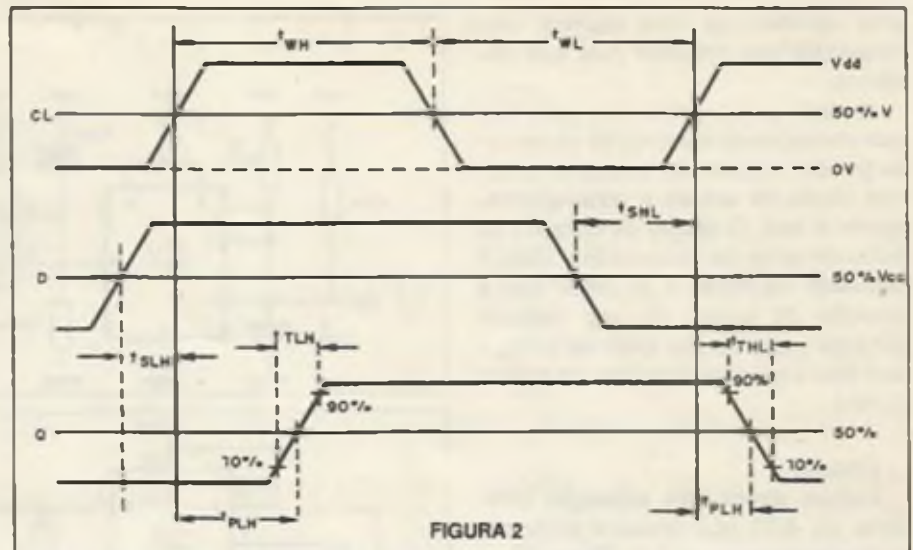 tWH
tWL
Vdd
CL
50% V
0V
tSHL
D
50% Vcc
tSLH
tTLH
tTHL
90%
90%
Q
50%
10%
10%
tPLH
tPLH
FIGURA 2